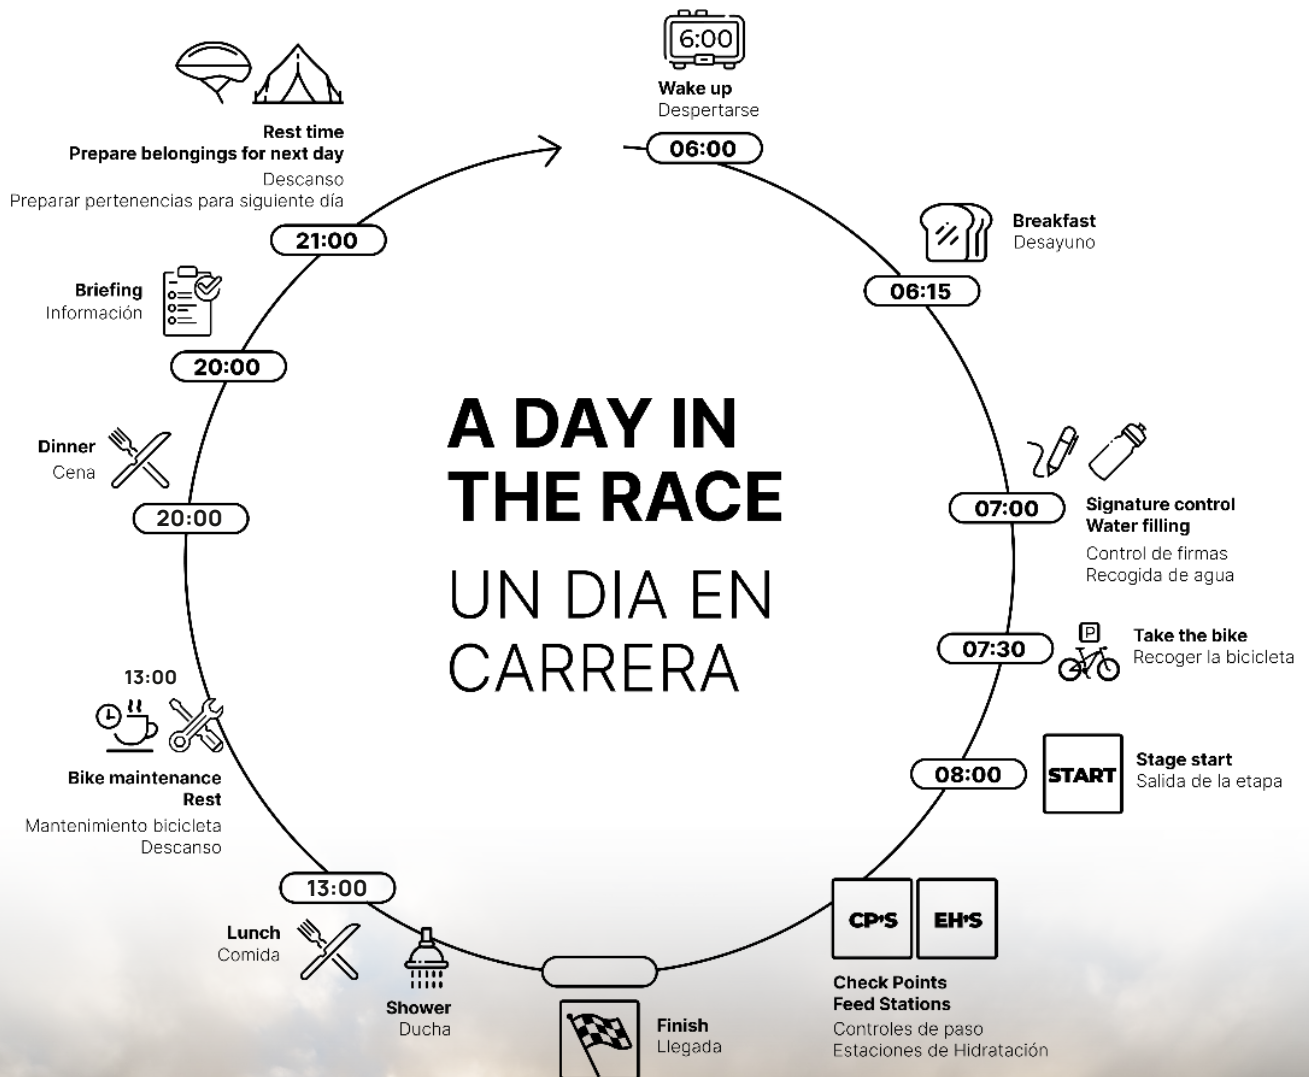 6:00
Wake up
Despertarse
06:00
Breakfast
Desayuno
06:15
07:00
Signature control
Water filling
Control de firmas
Recogida de agua
07:30
P
Take the bike
Recoger la bicicleta
08:00
START
Stage start
Salida de la etapa
CP'S
EH'S
Check Points
Feed Stations
Controles de paso
Estaciones de Hidratación
Finish
Llegada
Shower
Ducha
13:00
Lunch
Comida
13:00
Bike maintenance
Rest
Mantenimiento bicicleta
Descanso
Dinner
Cena
20:00
Briefing
Información
20:00
Rest time
Prepare belongings for next day
Descanso
Preparar pertenencias para siguiente día
21:00
A DAY IN
THE RACE
UN DIA EN
CARRERA